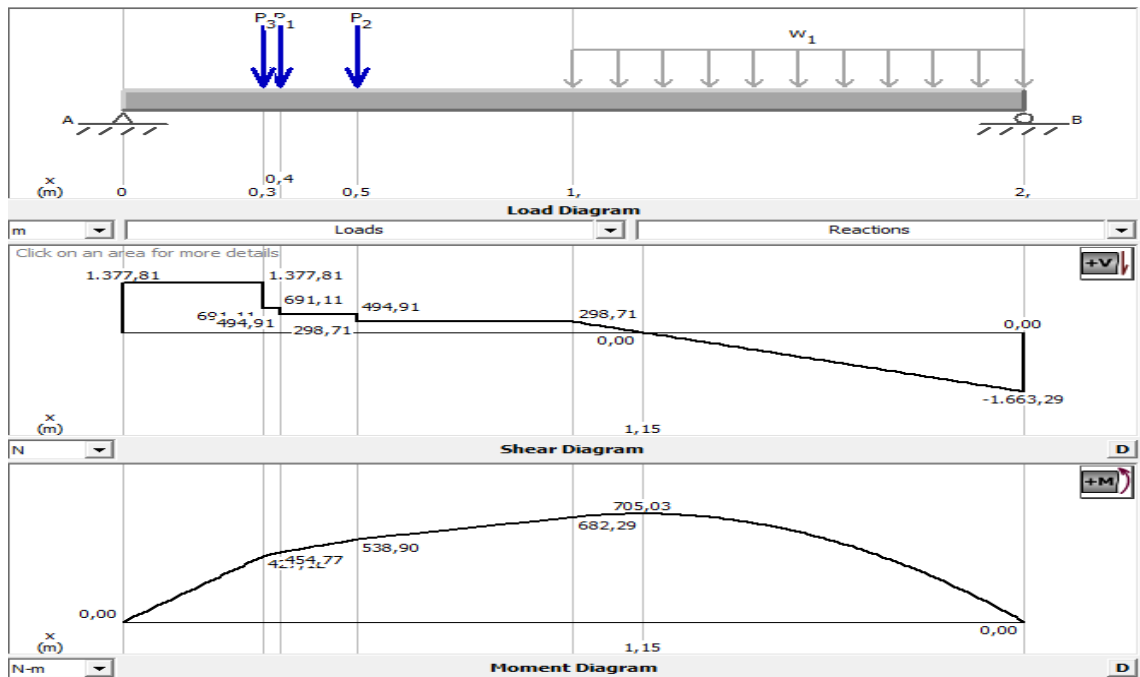 P3 P1 P2
w1
A B
x
(m) 0 0,3 0,4 0,5 1, 2,
Load Diagram
m Loads Reactions
Click on an area for more details
+V
1.377,81 1.377,81
691,11 494,91 298,71 0,00
494,91 298,71 0,00
-1.663,29
x
(m) 1,15
N Shear Diagram D
+M
705,03
454,77 538,90 682,29
0,00 0,00
x
(m) 1,15
N-m Moment Diagram D